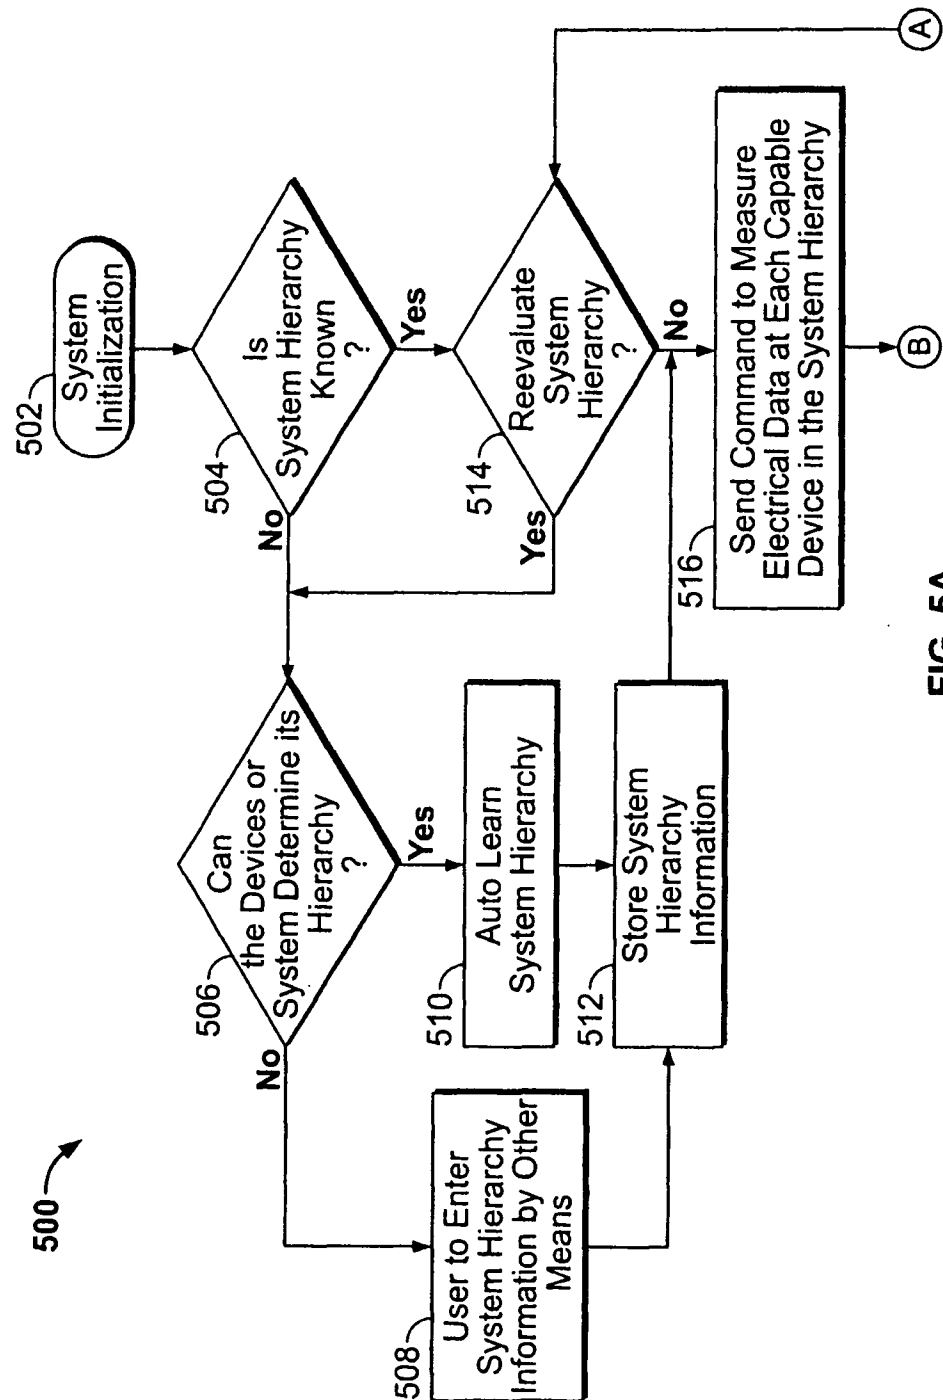 500
502
System
Initialization
504
Is
System Hierarchy
Known
?
No
Yes
506
Can
the Devices or
System Determine its
Hierarchy
?
No
Yes
514
Reevaluate
System
Hierarchy
?
Yes
No
508
User to Enter
System Hierarchy
Information by Other
Means
510
Auto Learn
System Hierarchy
512
Store System
Hierarchy
Information
516
Send Command to Measure
Electrical Data at Each Capable
Device in the System Hierarchy
A
B
FIG. 5A